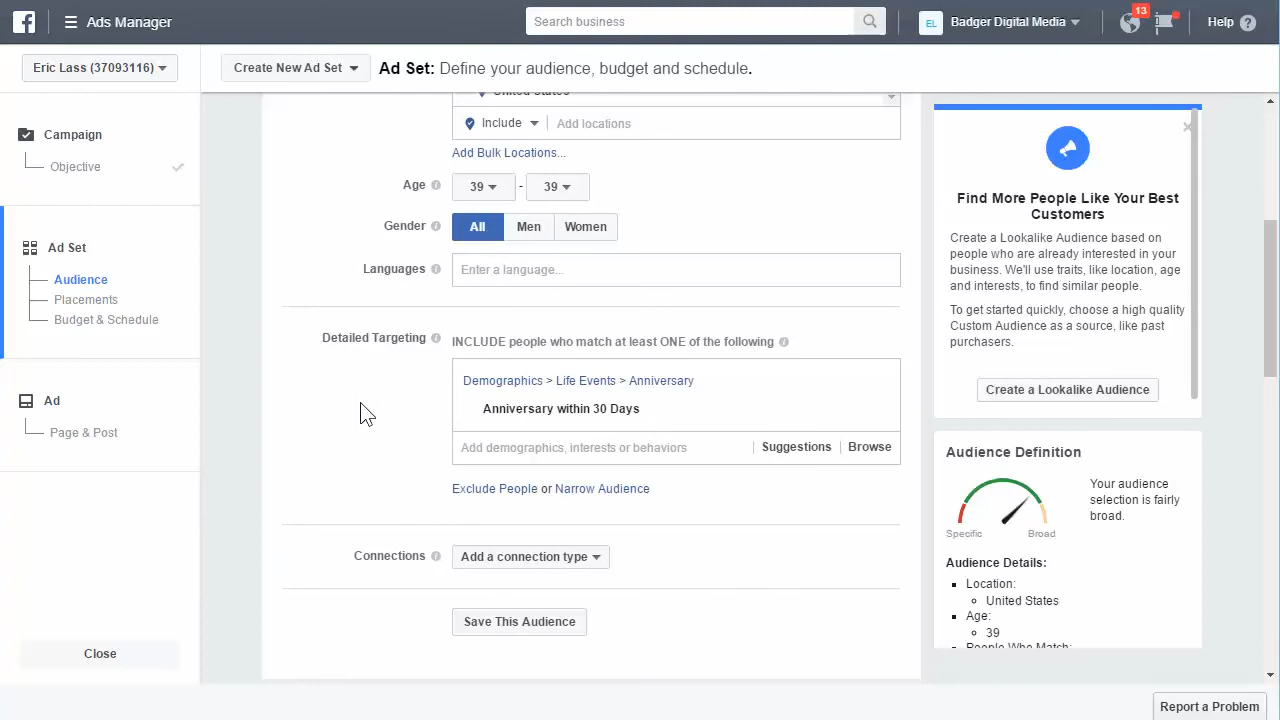 f
Ads Manager
Search business
EL
Badger Digital Media
13
Help ?
Eric Lass (37093116)
Create New Ad Set
Ad Set: Define your audience, budget and schedule.
Campaign
Objective
Ad Set
Audience
Placements
Budget & Schedule
Ad
Page & Post
Close
United States
Include
Add locations
Add Bulk Locations...
Age
39
-
39
Gender
All
Men
Women
Languages
Enter a language...
Detailed Targeting
INCLUDE people who match at least ONE of the following
Demographics > Life Events > Anniversary
Anniversary within 30 Days
Add demographics, interests or behaviors
Suggestions
Browse
Exclude People or Narrow Audience
Connections
Add a connection type
Save This Audience
Find More People Like Your Best
Customers
Create a Lookalike Audience based on
people who are already interested in your
business. We'll use traits, like location, age
and interests, to find similar people.
To get started quickly, choose a high quality
Custom Audience as a source, like past
purchasers.
Create a Lookalike Audience
Audience Definition
Specific
Broad
Your audience
selection is fairly
broad.
Audience Details:
Location:
United States
Age:
39
People Who Match:
Report a Problem